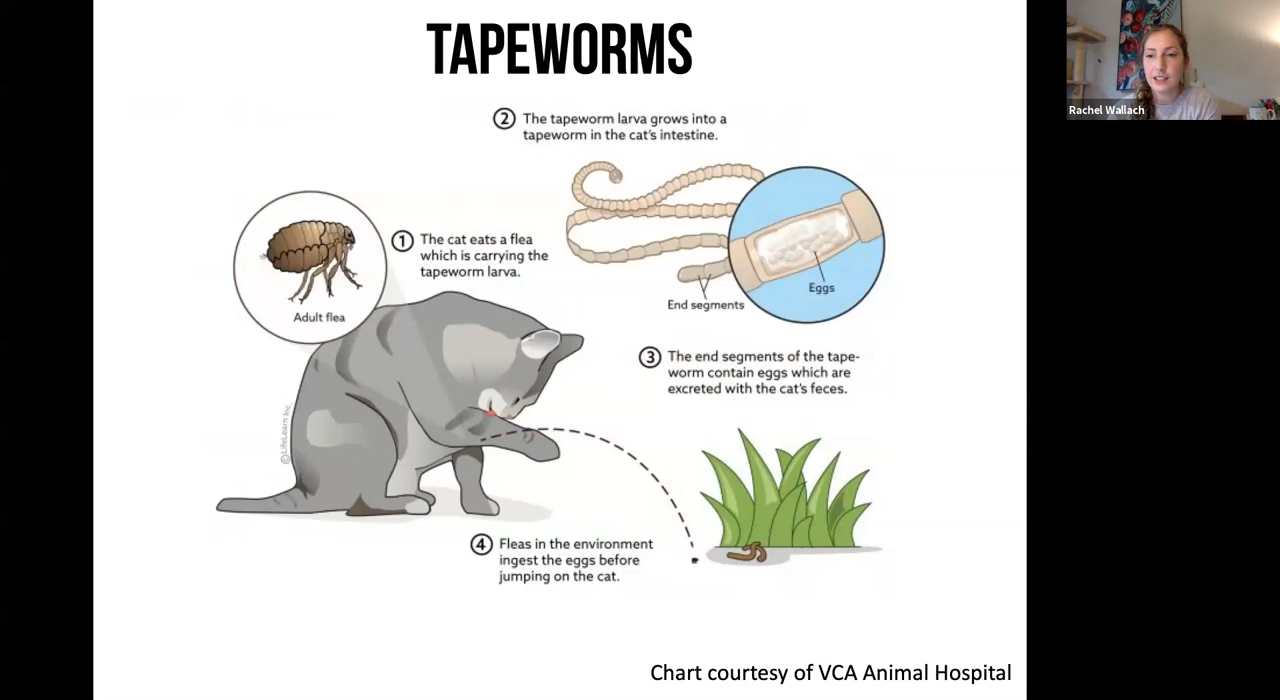 TAPEWORMS
Rachel Wallach
2 The tapeworm larva grows into a
tapeworm in the cat's intestine.
1 The cat eats a flea
which is carrying the
tapeworm larva.
Adult flea
Eggs
End segments
3 The end segments of the tape-
worm contain eggs which are
excreted with the cat's feces.
©LifeLearn Inc.
4 Fleas in the environment
ingest the eggs before
jumping on the cat.
Chart courtesy of VCA Animal Hospital